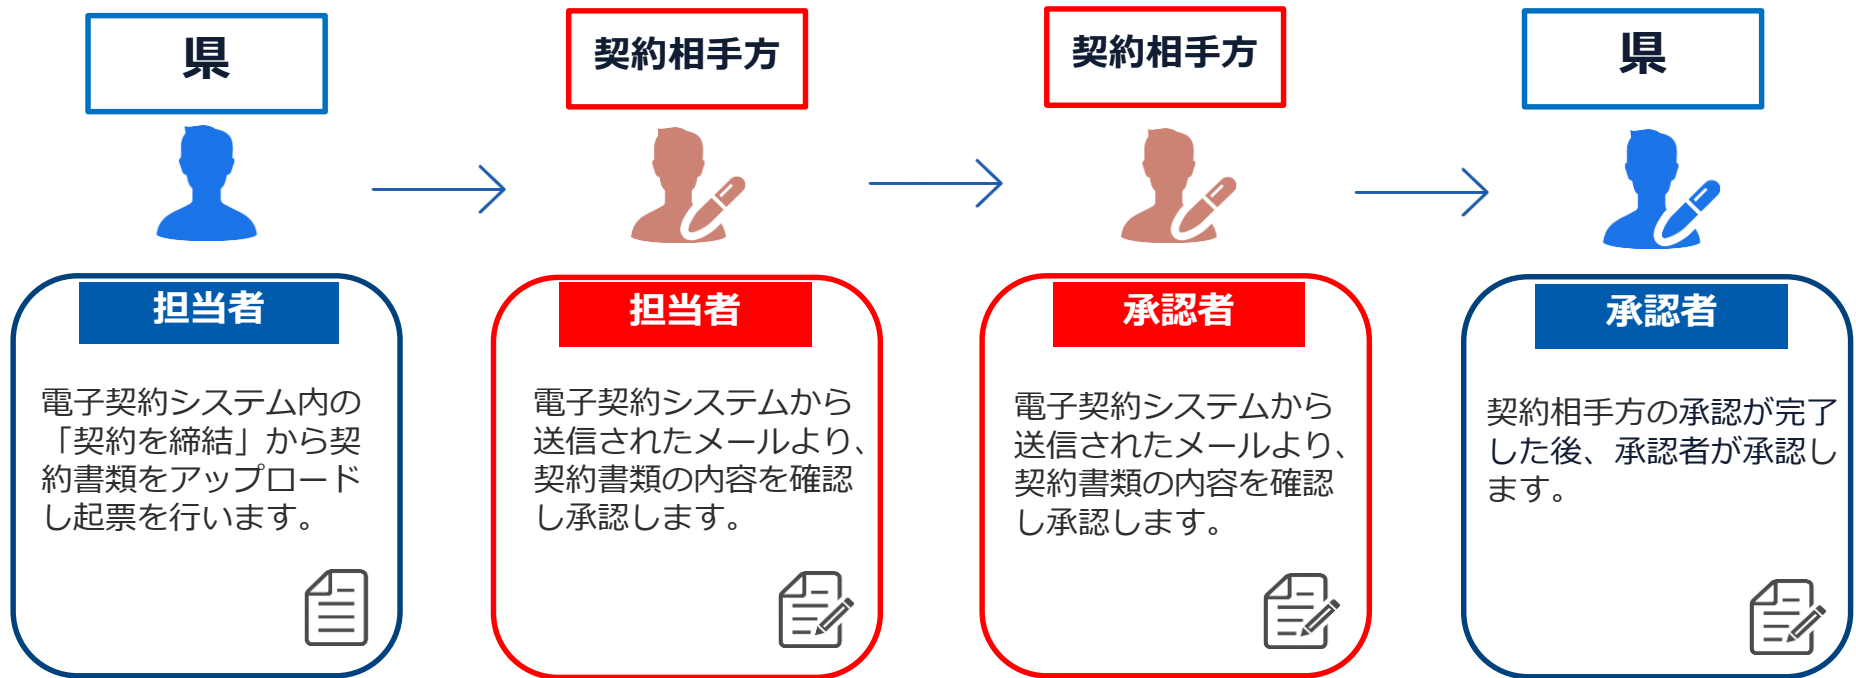 県
契約相手方
契約相手方
県
担当者
電子契約システム内の
「契約を締結」から契
約書類をアップロード
し起票を行います。
担当者
電子契約システムから
送信されたメールより、
契約書類の内容を確認
し承認します。
承認者
電子契約システムから
送信されたメールより、
契約書類の内容を確認
し承認します。
承認者
契約相手方の承認が完了
した後、承認者が承認し
ます。